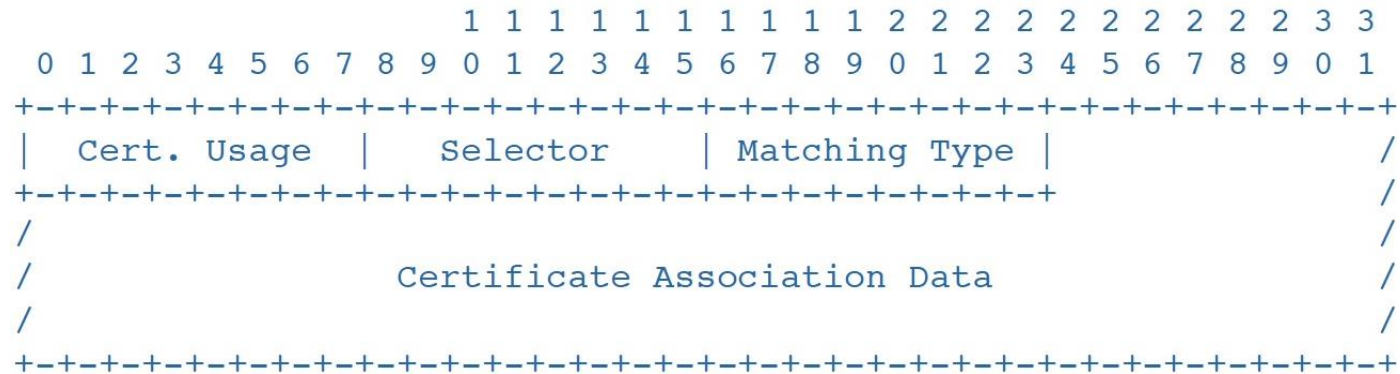 1 1 1 1 1 1 1 1 1 1 2 2 2 2 2 2 2 2 2 2 3 3
 0 1 2 3 4 5 6 7 8 9 0 1 2 3 4 5 6 7 8 9 0 1 2 3 4 5 6 7 8 9 0 1
+-+-+-+-+-+-+-+-+-+-+-+-+-+-+-+-+-+-+-+-+-+-+-+-+-+-+-+-+-+-+-+-+
|  Cert. Usage  |   Selector    | Matching Type |               /
+-+-+-+-+-+-+-+-+-+-+-+-+-+-+-+-+-+-+-+-+-+-+-+-+               /
/                                                               /
/                 Certificate Association Data                  /
/                                                               /
+-+-+-+-+-+-+-+-+-+-+-+-+-+-+-+-+-+-+-+-+-+-+-+-+-+-+-+-+-+-+-+-+